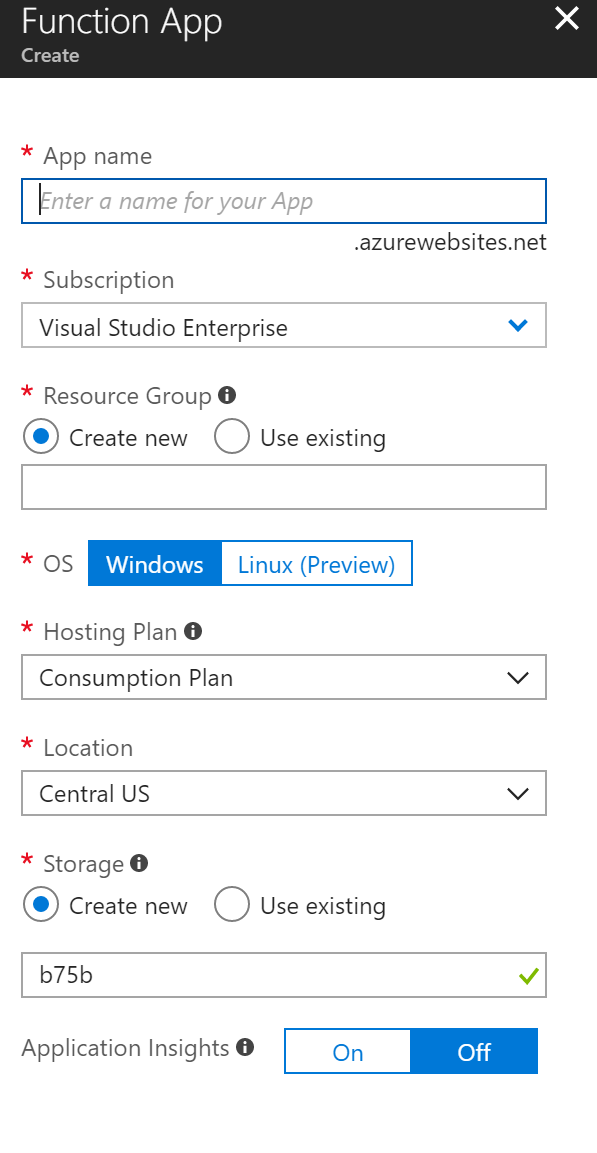 Function App
Create
* App name
Enter a name for your App
.azurewebsites.net
* Subscription
Visual Studio Enterprise
* Resource Group
Create new Use existing
* OS Windows Linux (Preview)
* Hosting Plan
Consumption Plan
* Location
Central US
* Storage
Create new Use existing
b75b
Application Insights On Off